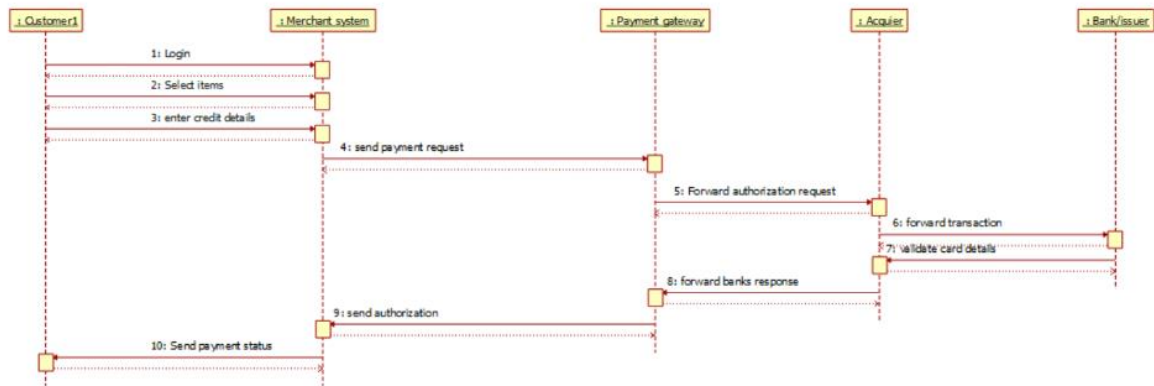 : Customer1
: Merchant system
: Payment gateway
: Acquier
: Bank/issuer
1: Login
2: Select items
3: enter credit details
4: send payment request
5: Forward authorization request
6: forward transaction
7: validate card details
8: forward banks response
9: send authorization
10: Send payment status